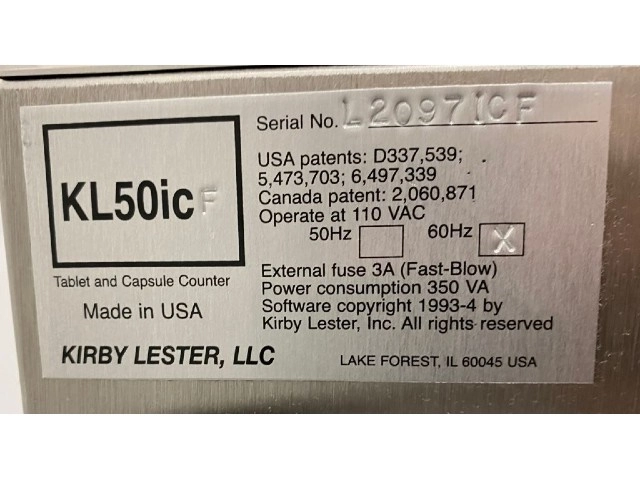 Serial No. L20971CF
KL50ic F
USA patents: D337,539;
5,473,703; 6,497,339
Canada patent: 2,060,871
Operate at 110 VAC
50Hz 60Hz X
Tablet and Capsule Counter
External fuse 3A (Fast-Blow)
Power consumption 350 VA
Made in USA
Software copyright 1993-4 by
Kirby Lester, Inc. All rights reserved
KIRBY LESTER, LLC
LAKE FOREST, IL 60045 USA